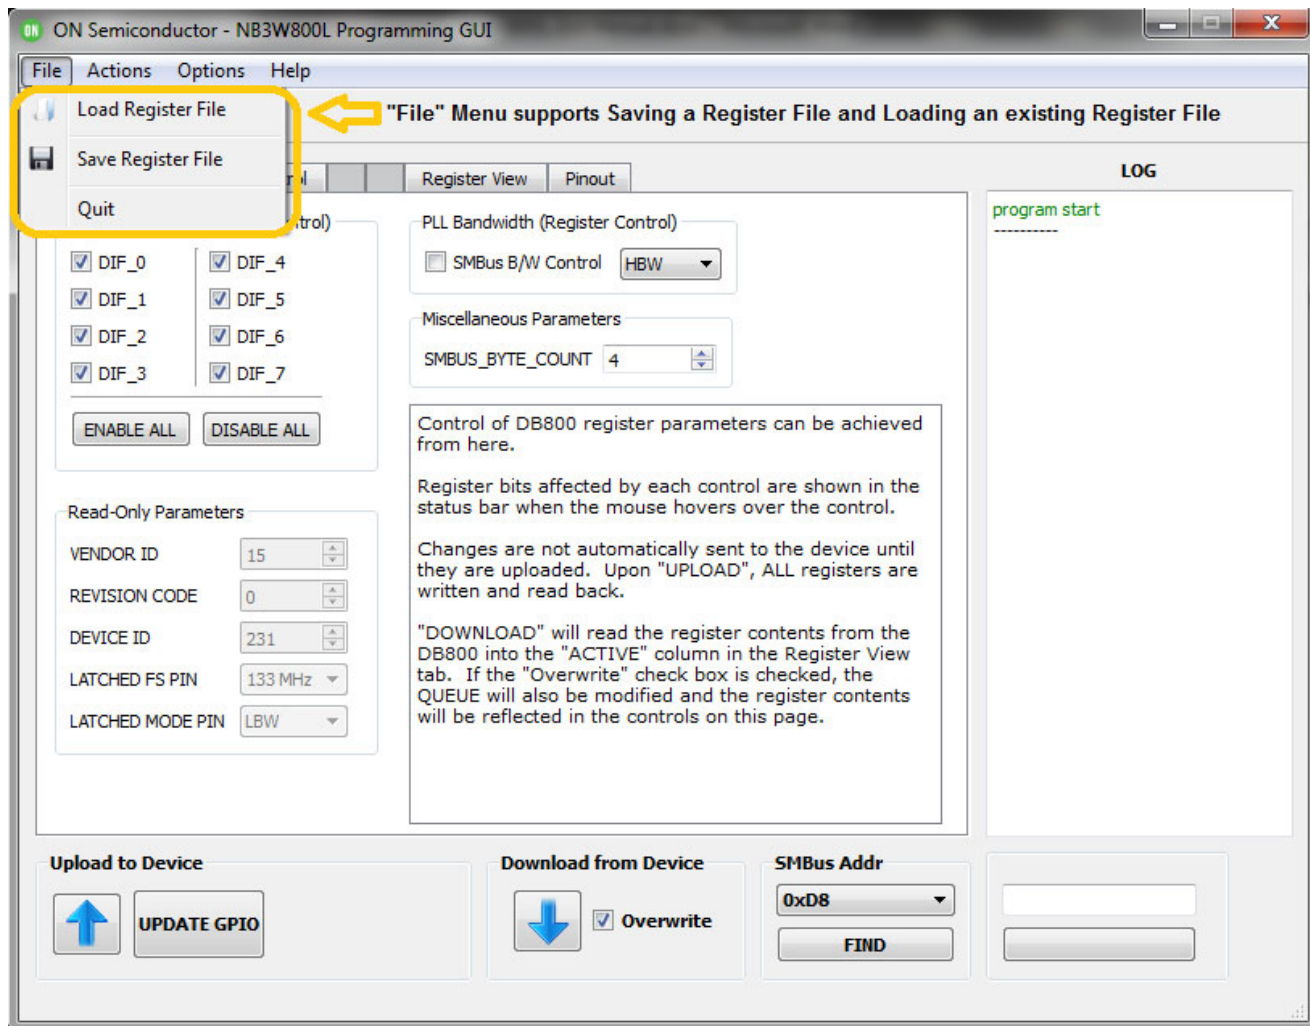 ON Semiconductor - NB3W800L Programming GUI
File Actions Options Help
Load Register File
"File" Menu supports Saving a Register File and Loading an existing Register File
Save Register File
Quit
Register View Pinout
LOG
program start
----------
PLL Bandwidth (Register Control)
DIF_0 DIF_4
SMBus B/W Control HBW
DIF_1 DIF_5
DIF_2 DIF_6
DIF_3 DIF_7
Miscellaneous Parameters
SMBUS_BYTE_COUNT 4
ENABLE ALL DISABLE ALL
Control of DB800 register parameters can be achieved
from here.
Register bits affected by each control are shown in the
status bar when the mouse hovers over the control.
Changes are not automatically sent to the device until
they are uploaded. Upon "UPLOAD", ALL registers are
written and read back.
"DOWNLOAD" will read the register contents from the
DB800 into the "ACTIVE" column in the Register View
tab. If the "Overwrite" check box is checked, the
QUEUE will also be modified and the register contents
will be reflected in the controls on this page.
Read-Only Parameters
VENDOR ID 15
REVISION CODE 0
DEVICE ID 231
LATCHED FS PIN 133 MHz
LATCHED MODE PIN LBW
Upload to Device
UPDATE GPIO
Download from Device
Overwrite
SMBus Addr
0xD8
FIND